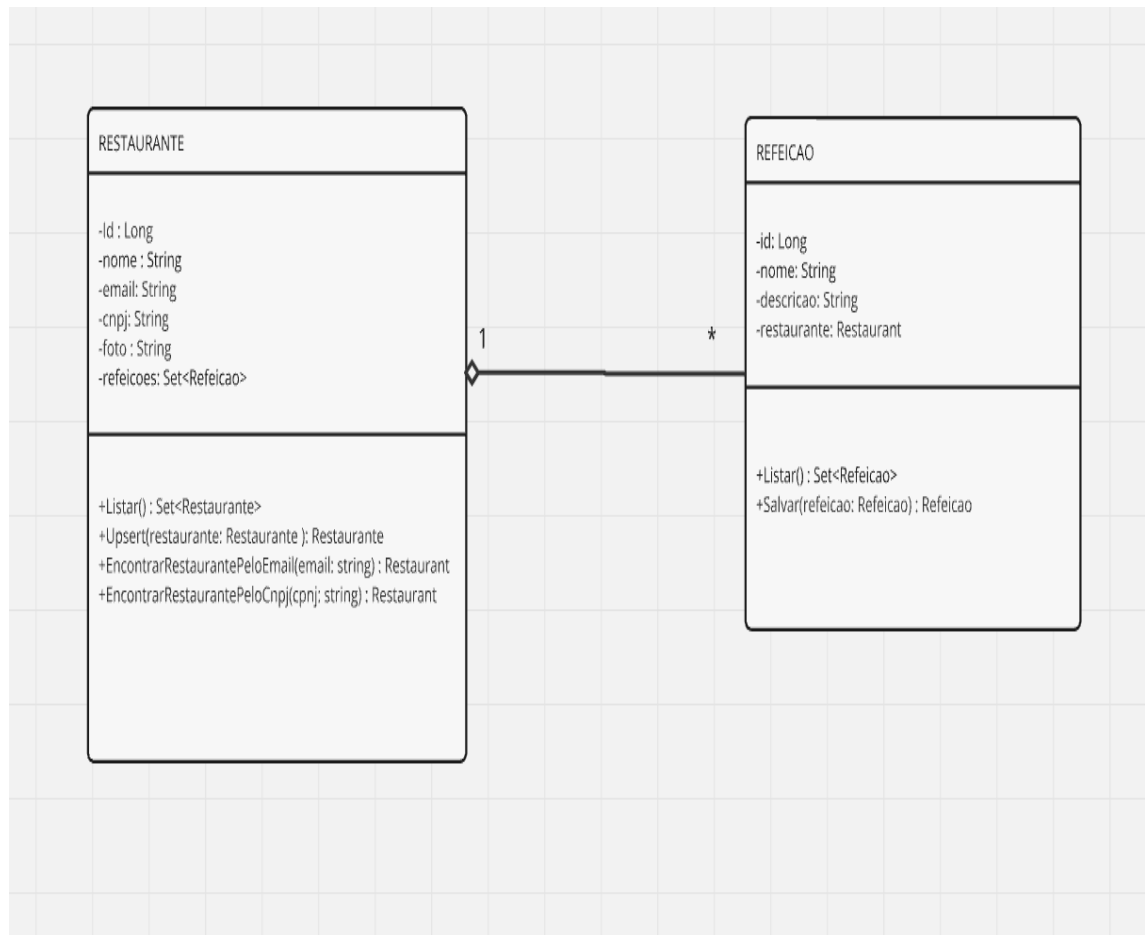 RESTAURANTE
-Id : Long
-nome : String
-email: String
-cnpj: String
-foto : String
-refeicoes: Set<Refeicao>
+Listar() : Set<Restaurante>
+Upsert(restaurante: Restaurante ): Restaurante
+EncontrarRestaurantePeloEmail(email: string) : Restaurant
+EncontrarRestaurantePeloCnpj(cpnj: string) : Restaurant
1
*
REFEICAO
-id: Long
-nome: String
-descricao: String
-restaurante: Restaurant
+Listar() : Set<Refeicao>
+Salvar(refeicao: Refeicao) : Refeicao